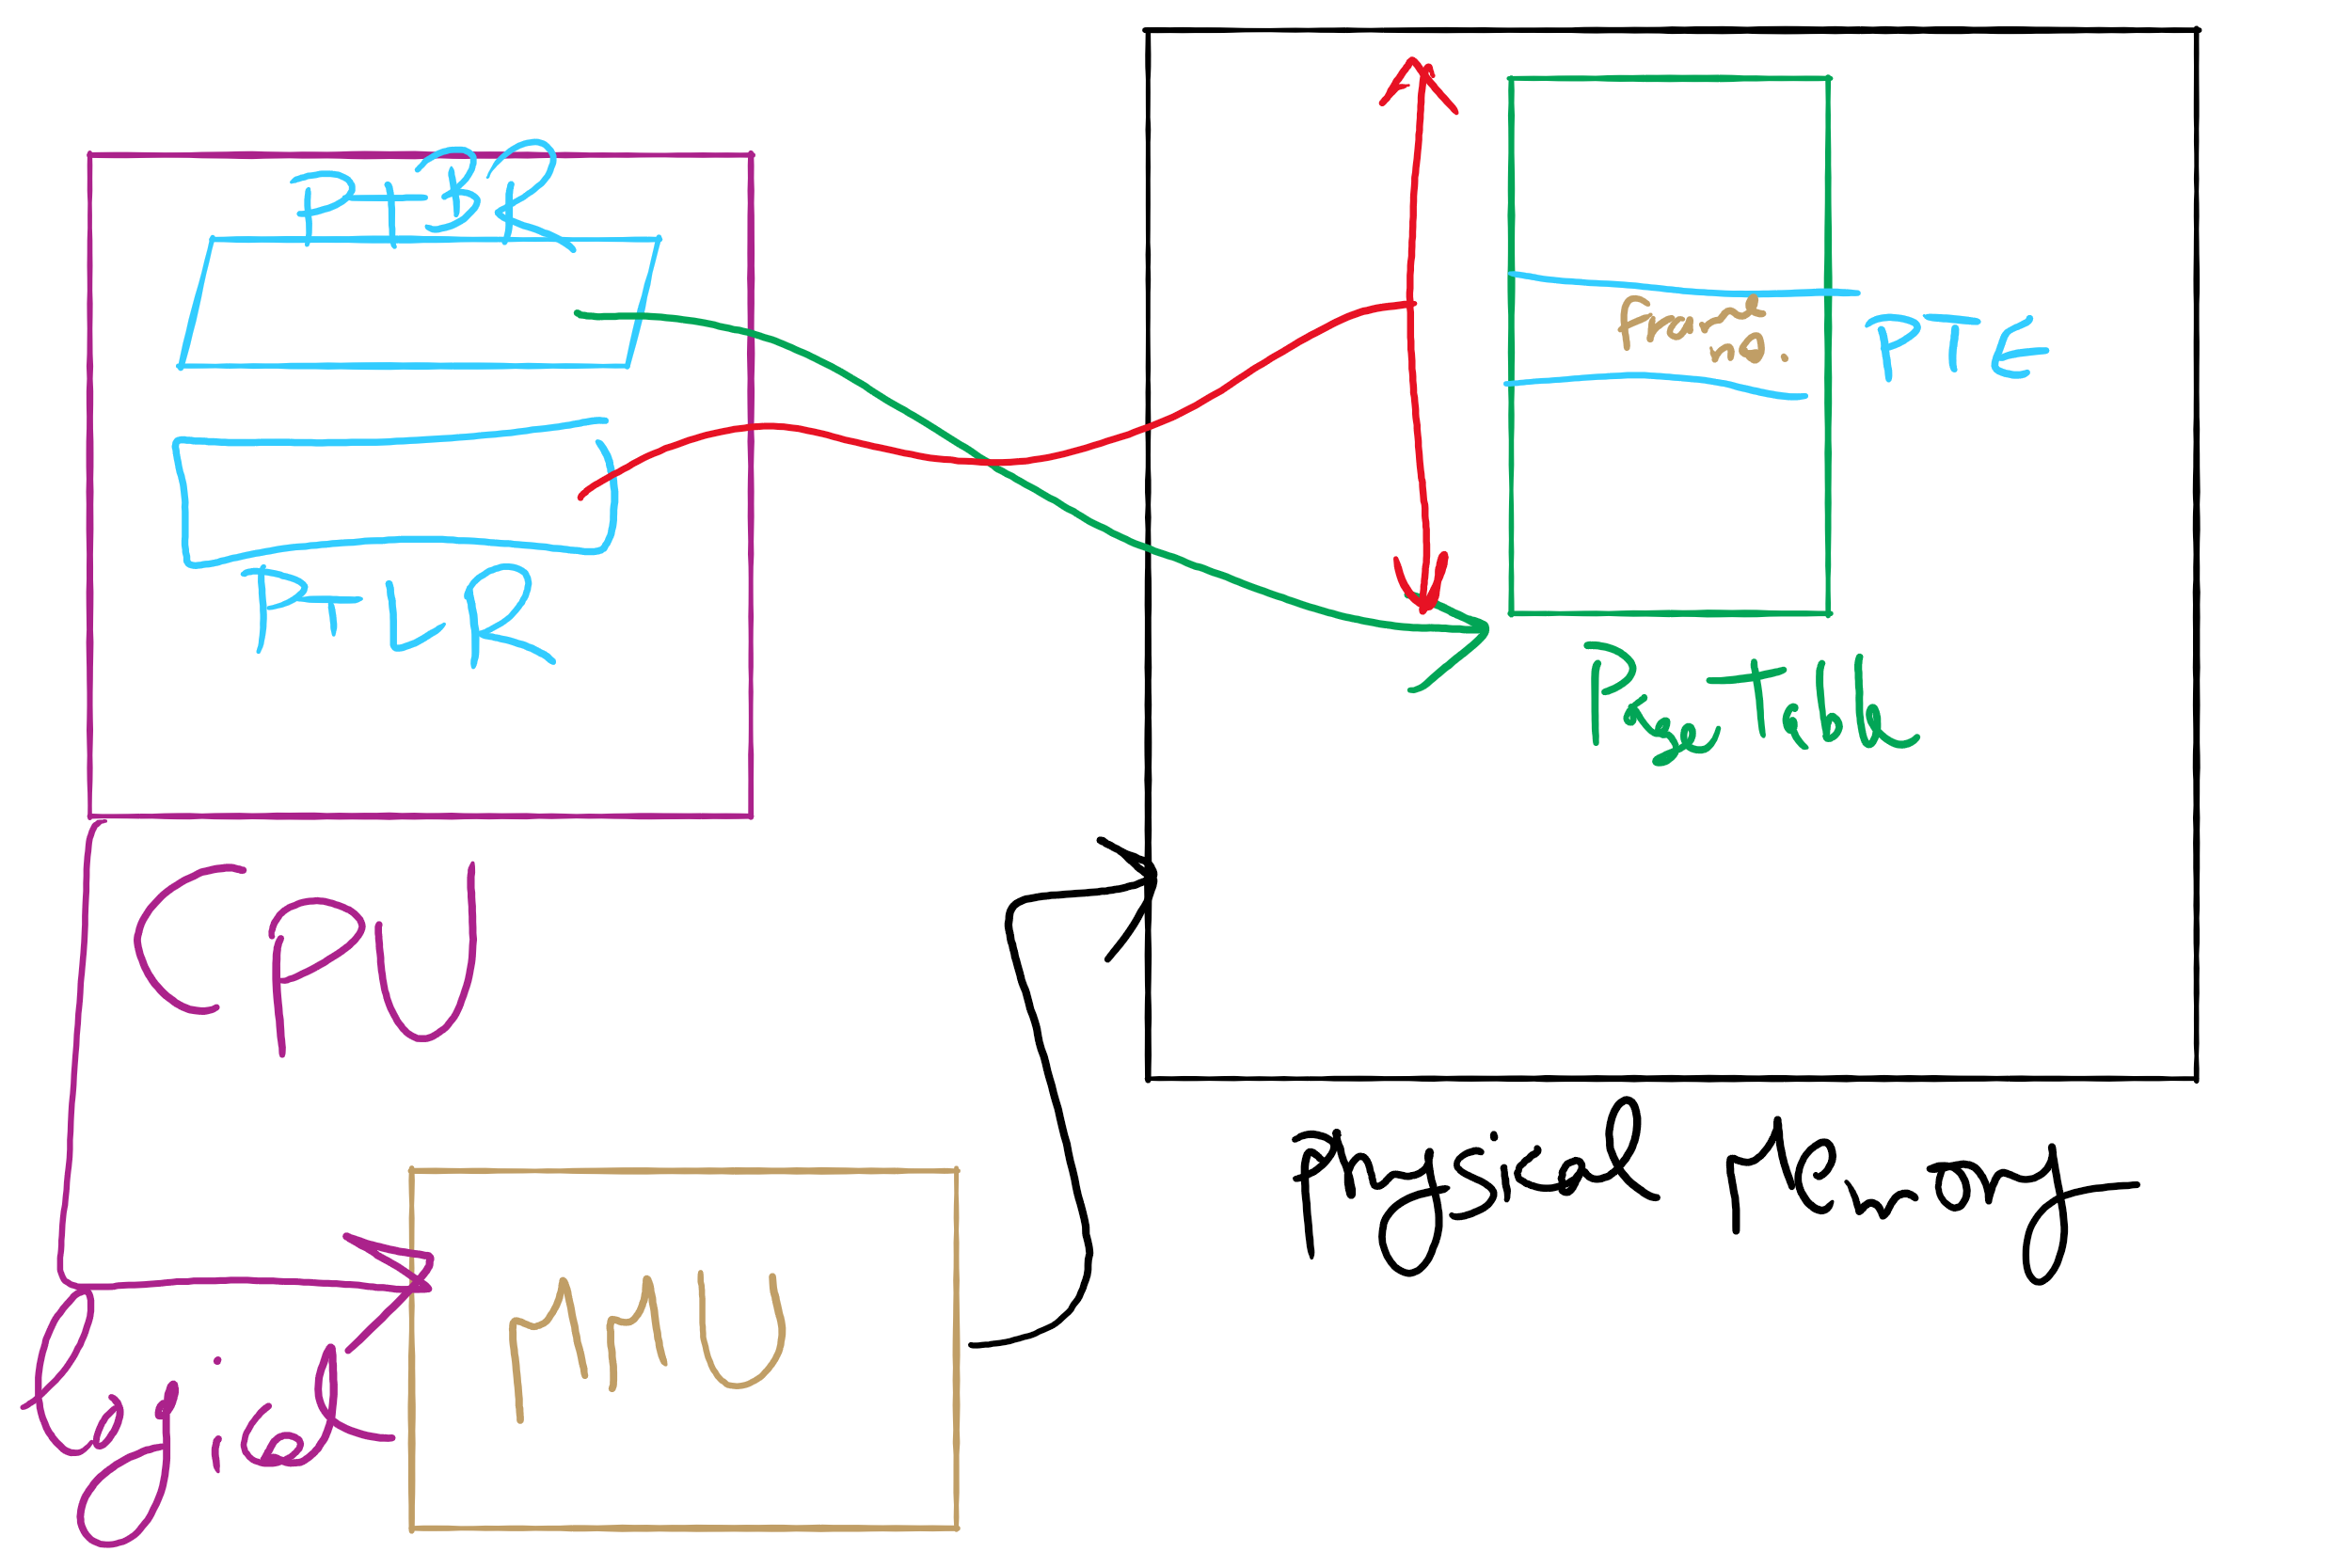 PTBR
PTLR
CPU
Frame
no.
PTE
Page Table
physical Memory
logical
MMU